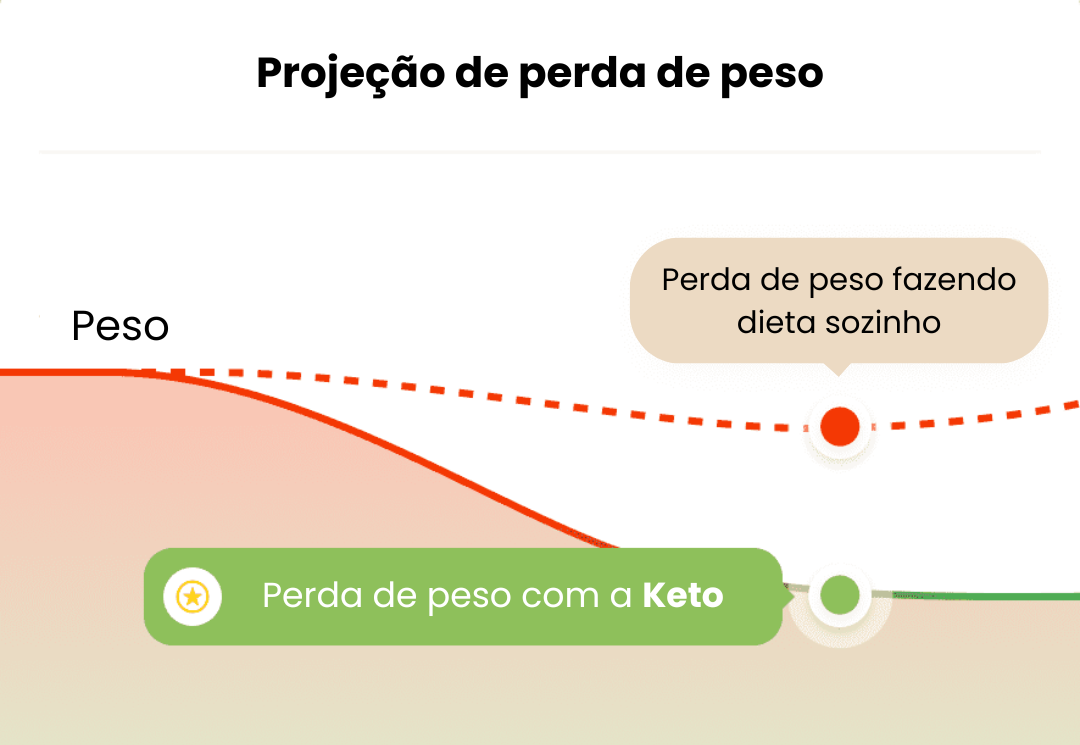 Projeção de perda de peso
Perda de peso fazendo
dieta sozinho
Peso
Perda de peso com a Keto